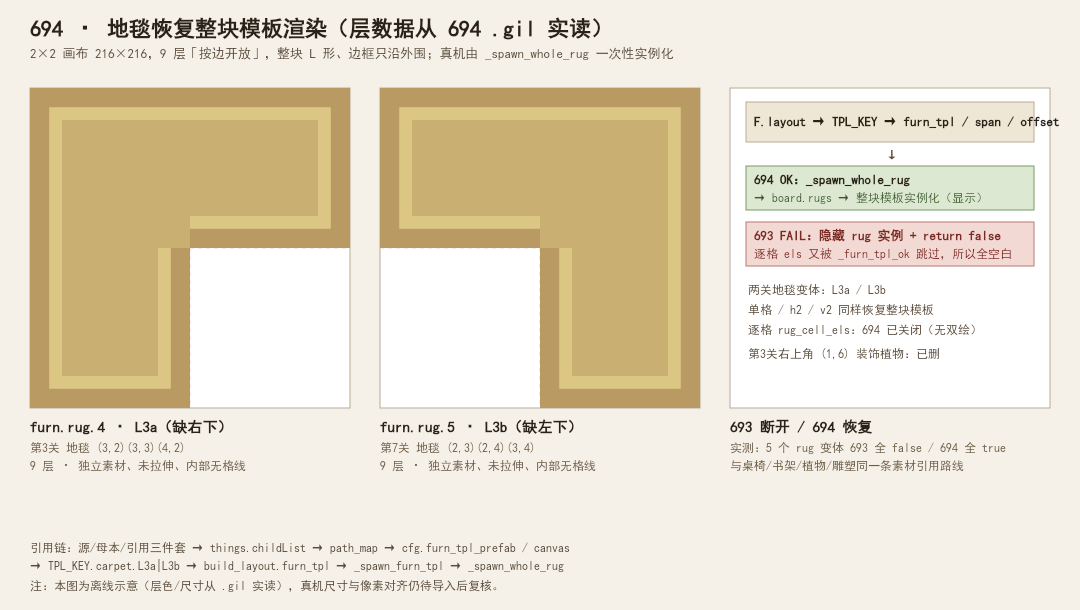 694 · 地毯恢复整块模板渲染（层数据从 694 .gil 实读）
2×2 画布 216×216，9 层「按边开放」，整块 L 形、边框只沿外围；真机由 _spawn_whole_rug 一次性实例化
F.layout → TPL_KEY → furn_tpl / span / offset
↓
694 OK：_spawn_whole_rug
→ board.rugs → 整块模板实例化（显示）
693 FAIL：隐藏 rug 实例 + return false
逐格 els 又被 _furn_tpl_ok 跳过，所以全空白
两关地毯变体：L3a / L3b
单格 / h2 / v2 同样恢复整块模板
逐格 rug_cell_els：694 已关闭（无双绘）
第3关右上角 (1,6) 装饰植物：已删
furn.rug.4 · L3a（缺右下）
第3关 地毯 (3,2)(3,3)(4,2)
9 层 · 独立素材、未拉伸、内部无格线
furn.rug.5 · L3b（缺左下）
第7关 地毯 (2,3)(2,4)(3,4)
9 层 · 独立素材、未拉伸、内部无格线
693 断开 / 694 恢复
实测：5 个 rug 变体 693 全 false / 694 全 true
与桌椅/书架/植物/雕塑同一条素材引用路线
引用链：源/母本/引用三件套 → things.childList → path_map → cfg.furn_tpl_prefab / canvas
→ TPL_KEY.carpet.L3a|L3b → build_layout.furn_tpl → _spawn_furn_tpl → _spawn_whole_rug
注：本图为离线示意（层色/尺寸从 .gil 实读），真机尺寸与像素对齐仍待导入后复核。